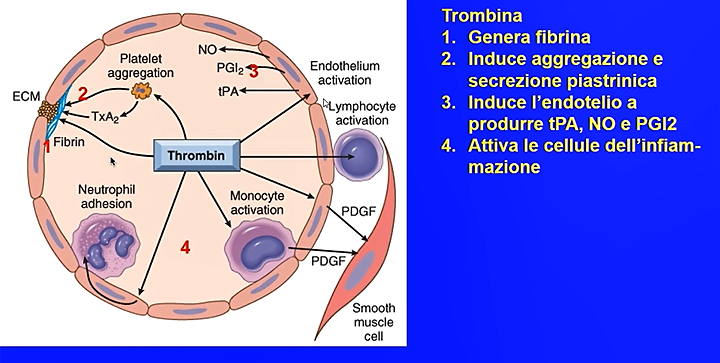 NO
PGI2
3
tPA
Endothelium
activation
Platelet
aggregation
ECM
2
TxA2
1
Fibrin
Lymphocyte
activation
Thrombin
Neutrophil
adhesion
Monocyte
activation
4
PDGF
PDGF
Smooth
muscle
cell
Trombina
1. Genera fibrina
2. Induce aggregazione e
secrezione piastrinica
3. Induce l'endotelio a
produrre tPA, NO e PGI2
4. Attiva le cellule dell'infiam-
mazione